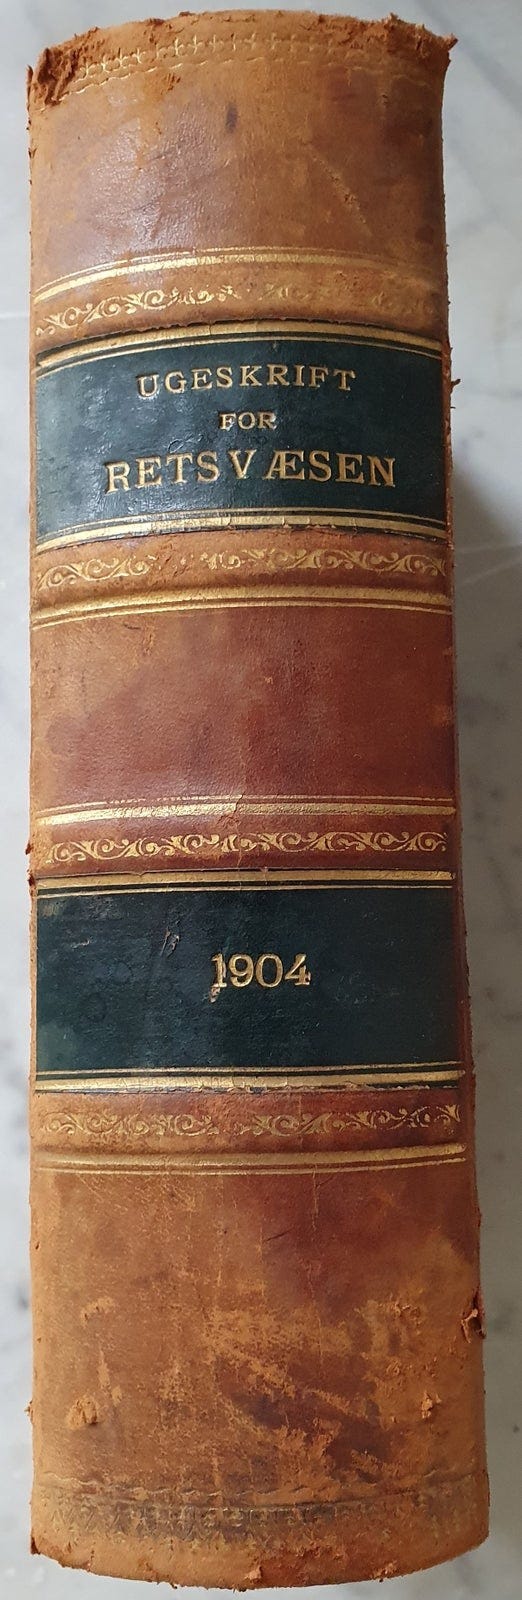 UGESKRIFT
FOR
RETSVÆSEN
1904